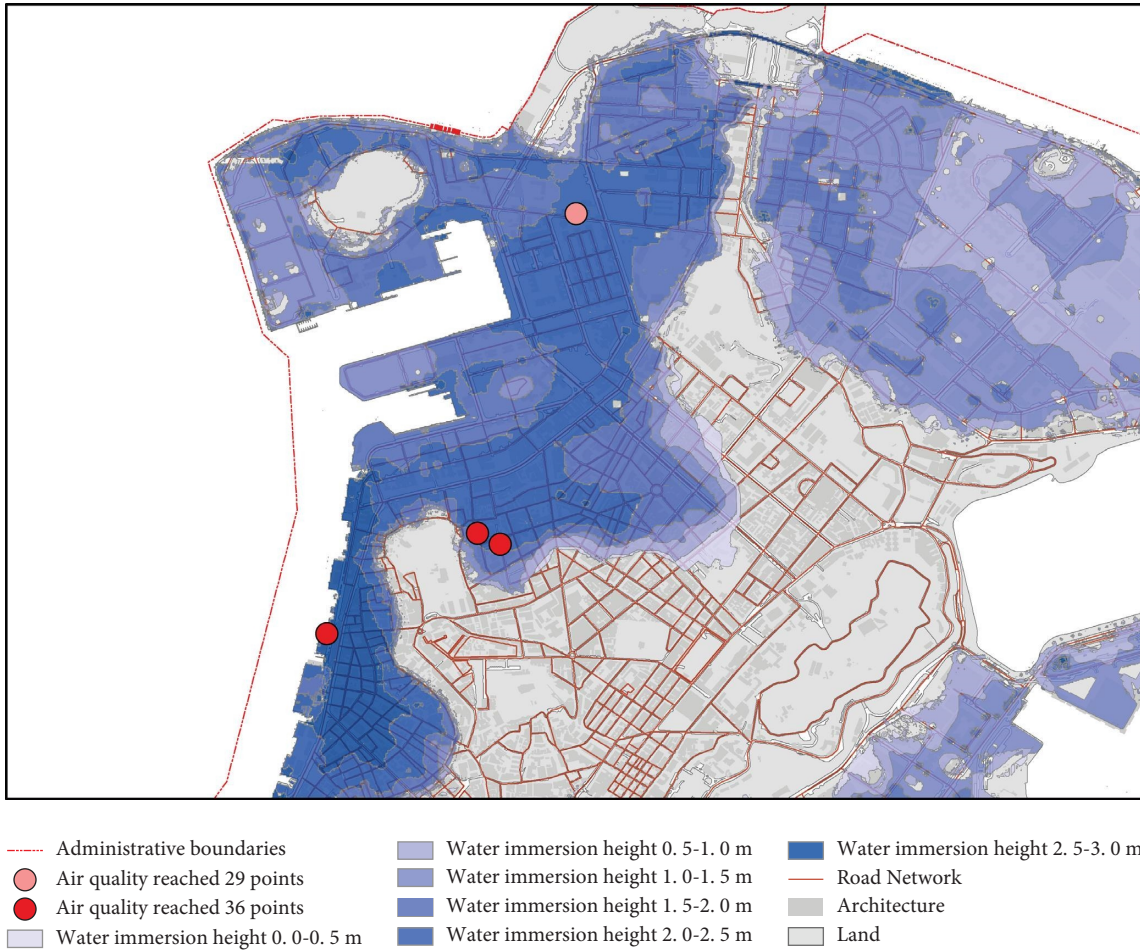 Administrative boundaries
Air quality reached 29 points
Air quality reached 36 points
Water immersion height 0. 0-0. 5 m
Water immersion height 0. 5-1. 0 m
Water immersion height 1. 0-1. 5 m
Water immersion height 1. 5-2. 0 m
Water immersion height 2. 0-2. 5 m
Water immersion height 2. 5-3. 0 m
Road Network
Architecture
Land